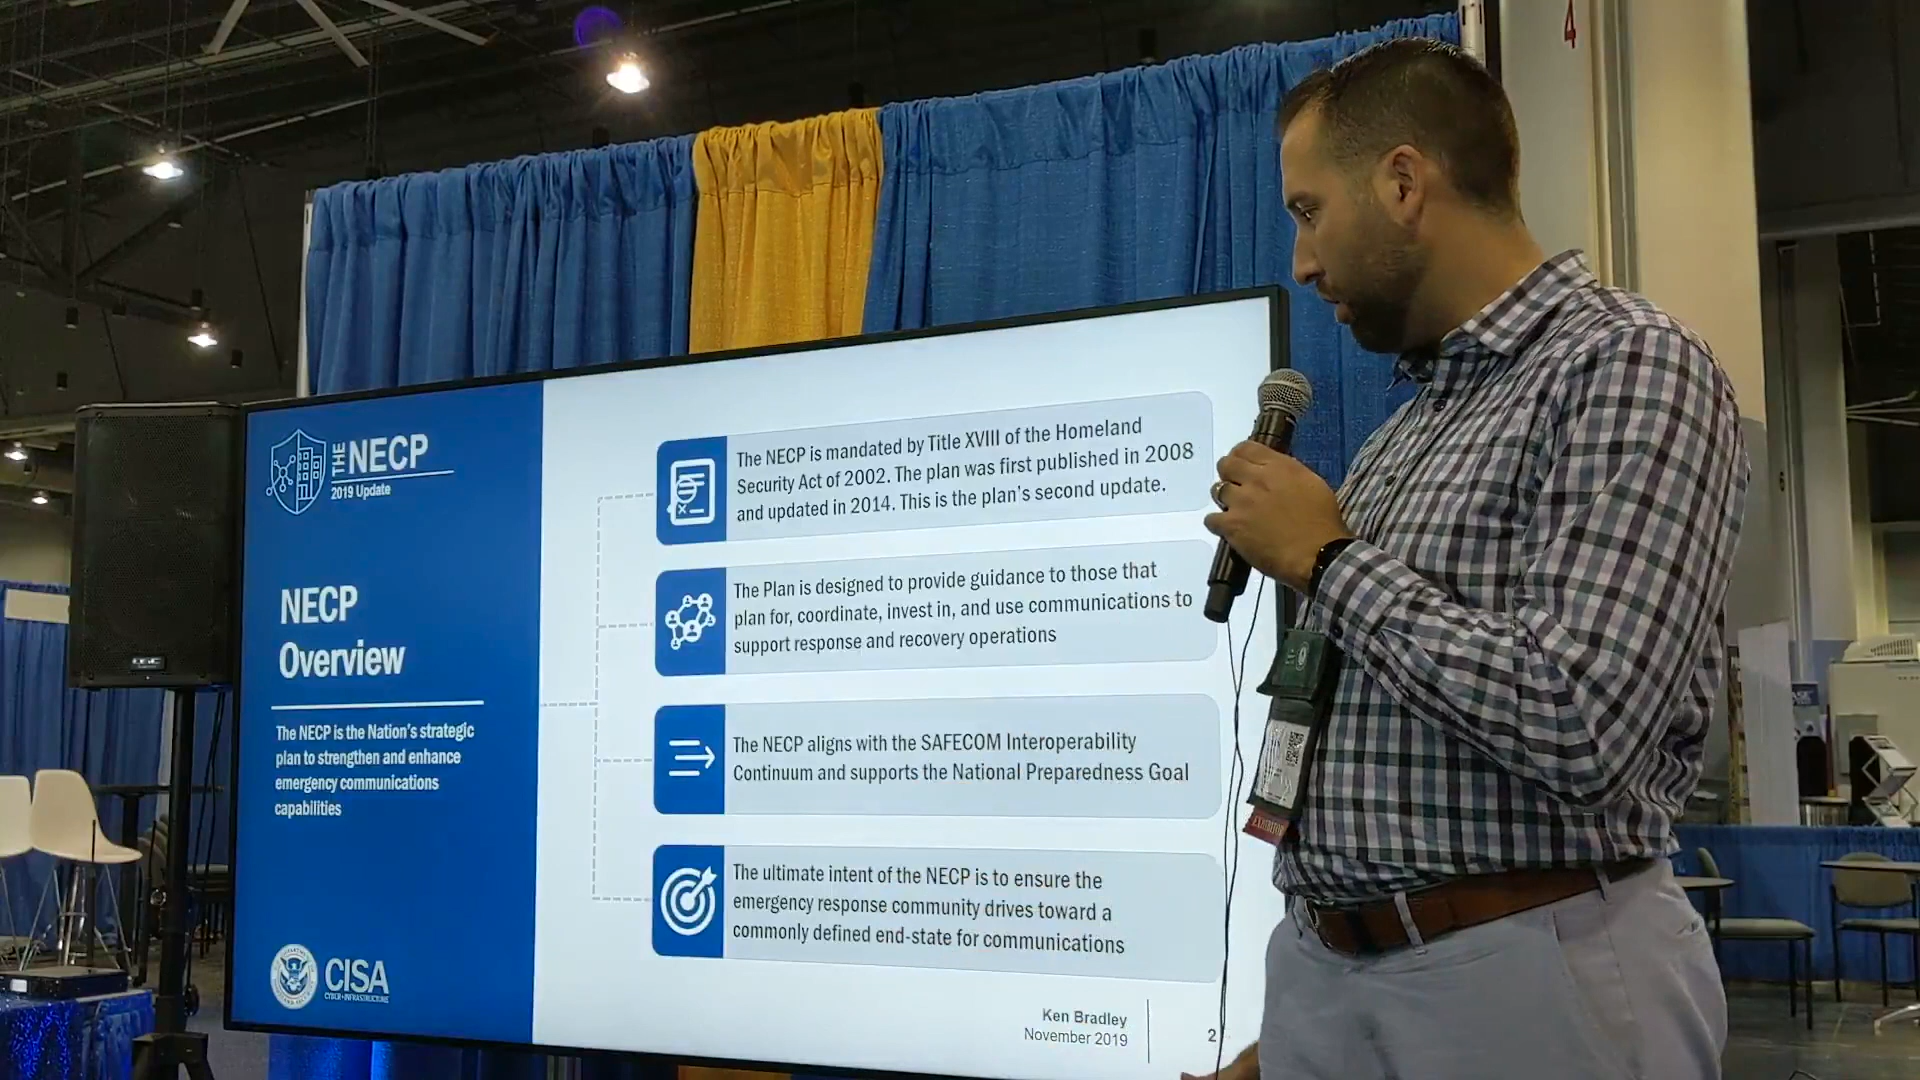 THE NECP
2019 Update
NECP
Overview
The NECP is the Nation's strategic
plan to strengthen and enhance
emergency communications
capabilities
CISA
CYBER+INFRASTRUCTURE
The NECP is mandated by Title XVIII of the Homeland
Security Act of 2002. The plan was first published in 2008
and updated in 2014. This is the plan's second update.
The Plan is designed to provide guidance to those that
plan for, coordinate, invest in, and use communications to
support response and recovery operations
The NECP aligns with the SAFECOM Interoperability
Continuum and supports the National Preparedness Goal
The ultimate intent of the NECP is to ensure the
emergency response community drives toward a
commonly defined end-state for communications
Ken Bradley
November 2019
2
EXHIBITOR
4